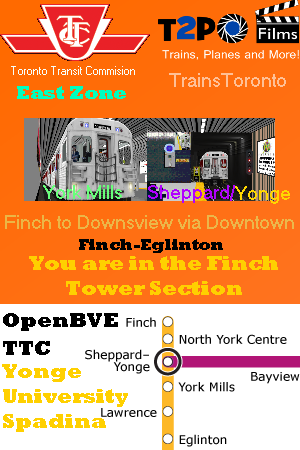 TTC
T2P Films
Trains, Planes and More!
Toronto Transit Commision
TrainsToronto
East Zone
York Mills
Sheppard/Yonge
Finch to Downsview via Downtown
Finch-Eglinton
You are in the Finch
Tower Section
OpenBVE
TTC
Yonge
University
Spadina
Finch
North York Centre
Sheppard–
Yonge
Bayview
York Mills
Lawrence
Eglinton